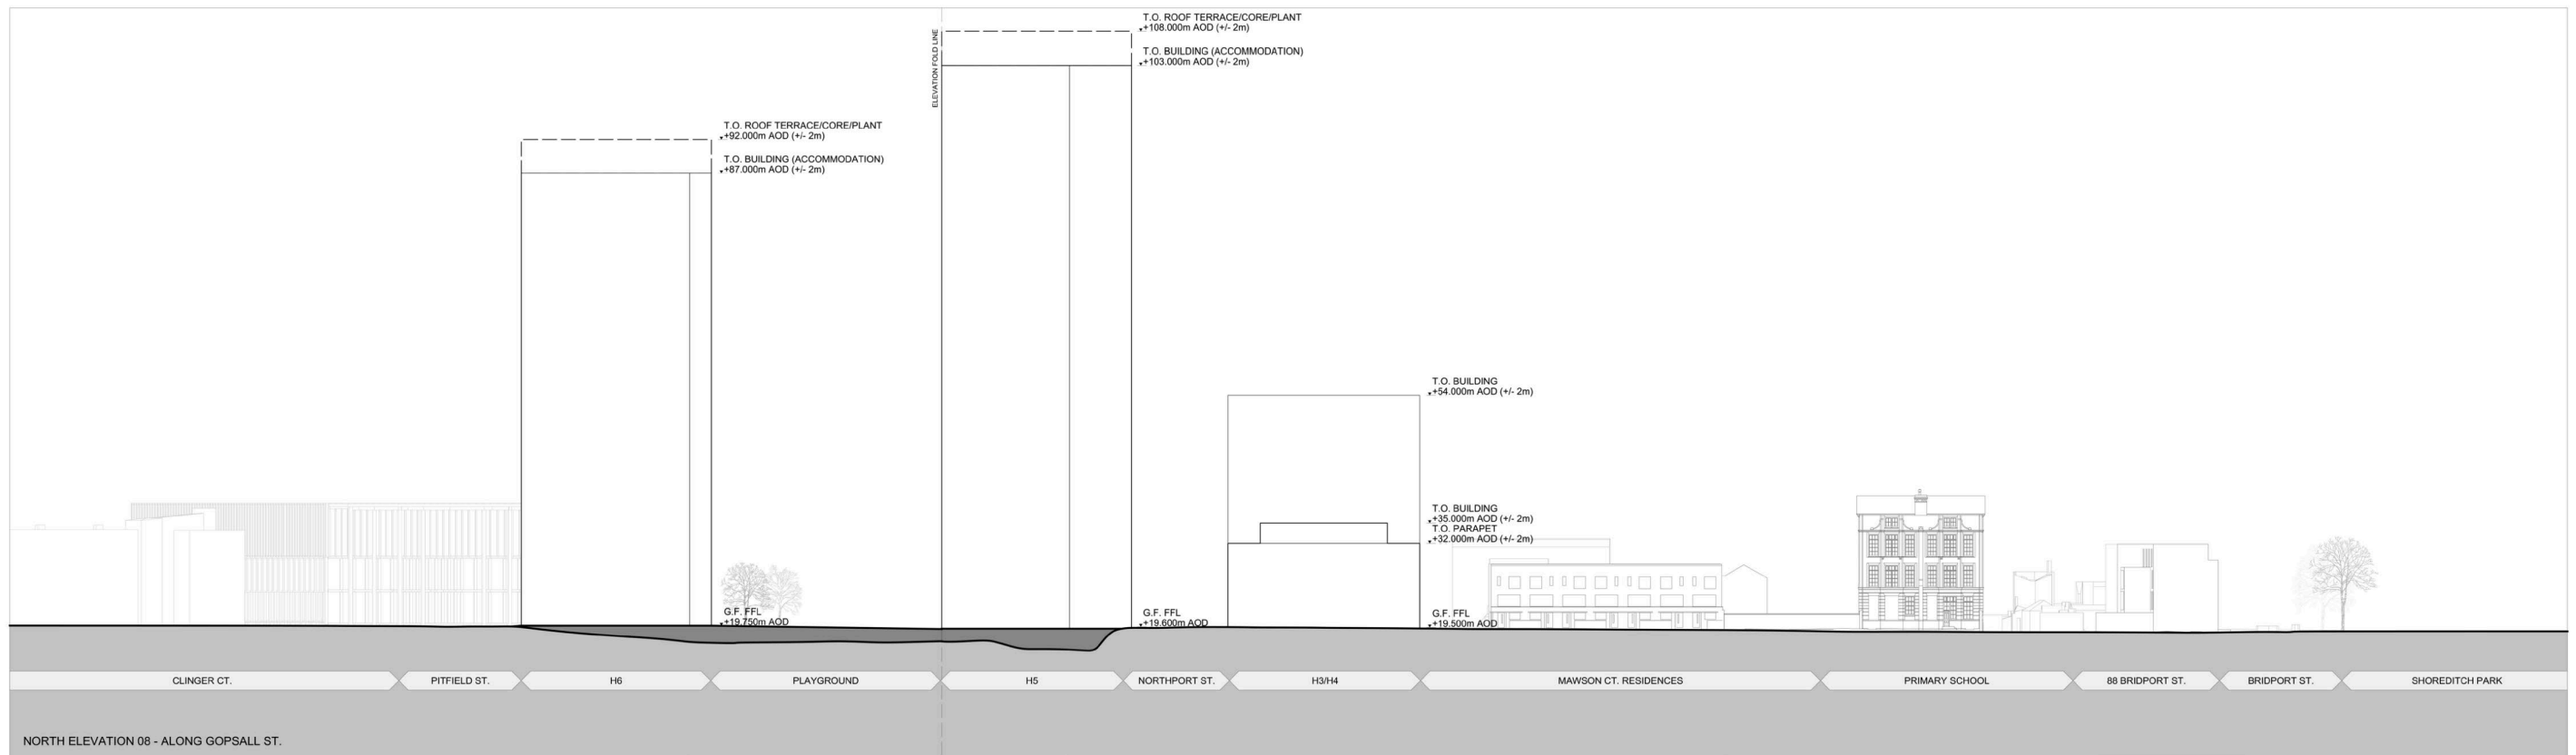 T.O. ROOF TERRACE/CORE/PLANT
+108.000m AOD (+/- 2m)
T.O. BUILDING (ACCOMMODATION)
+103.000m AOD (+/- 2m)
ELEVATION FOLD LINE
T.O. ROOF TERRACE/CORE/PLANT
+92.000m AOD (+/- 2m)
T.O. BUILDING (ACCOMMODATION)
+87.000m AOD (+/- 2m)
T.O. BUILDING
+54.000m AOD (+/- 2m)
T.O. BUILDING
+35.000m AOD (+/- 2m)
T.O. PARAPET
+32.000m AOD (+/- 2m)
G.F. FFL
+19.750m AOD
G.F. FFL
+19.600m AOD
G.F. FFL
+19.500m AOD
CLINGER CT.
PITFIELD ST.
H6
PLAYGROUND
H5
NORTHPORT ST.
H3/H4
MAWSON CT. RESIDENCES
PRIMARY SCHOOL
88 BRIDPORT ST.
BRIDPORT ST.
SHOREDITCH PARK
NORTH ELEVATION 08 - ALONG GOPSALL ST.